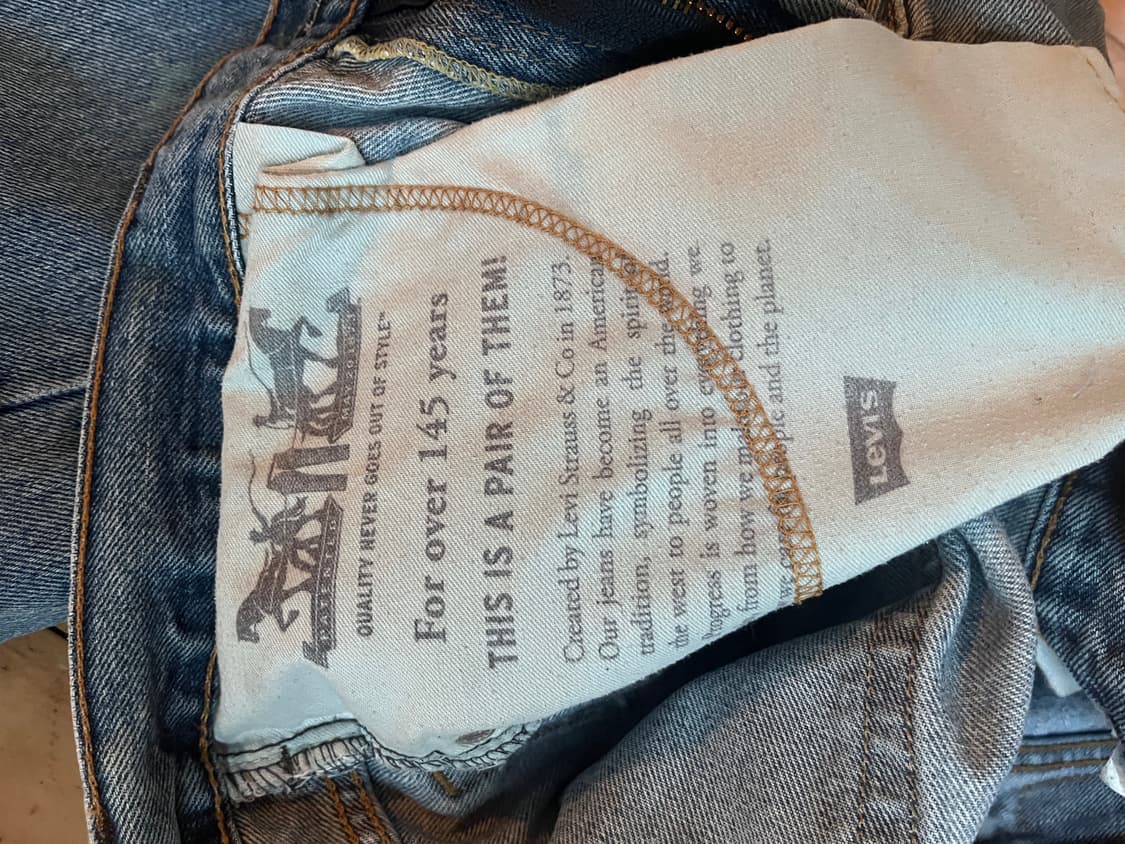 QUALITY NEVER GOES OUT OF STYLE™
For over 145 years
THIS IS A PAIR OF THEM!
Created by Levi Strauss & Co in 1873.
Our jeans have become an American
tradition, symbolizing the spirit of
the west to people all over the world.
Progress is woven into everything we
from how we make clothing to
we care people and the planet.
LEVI'S